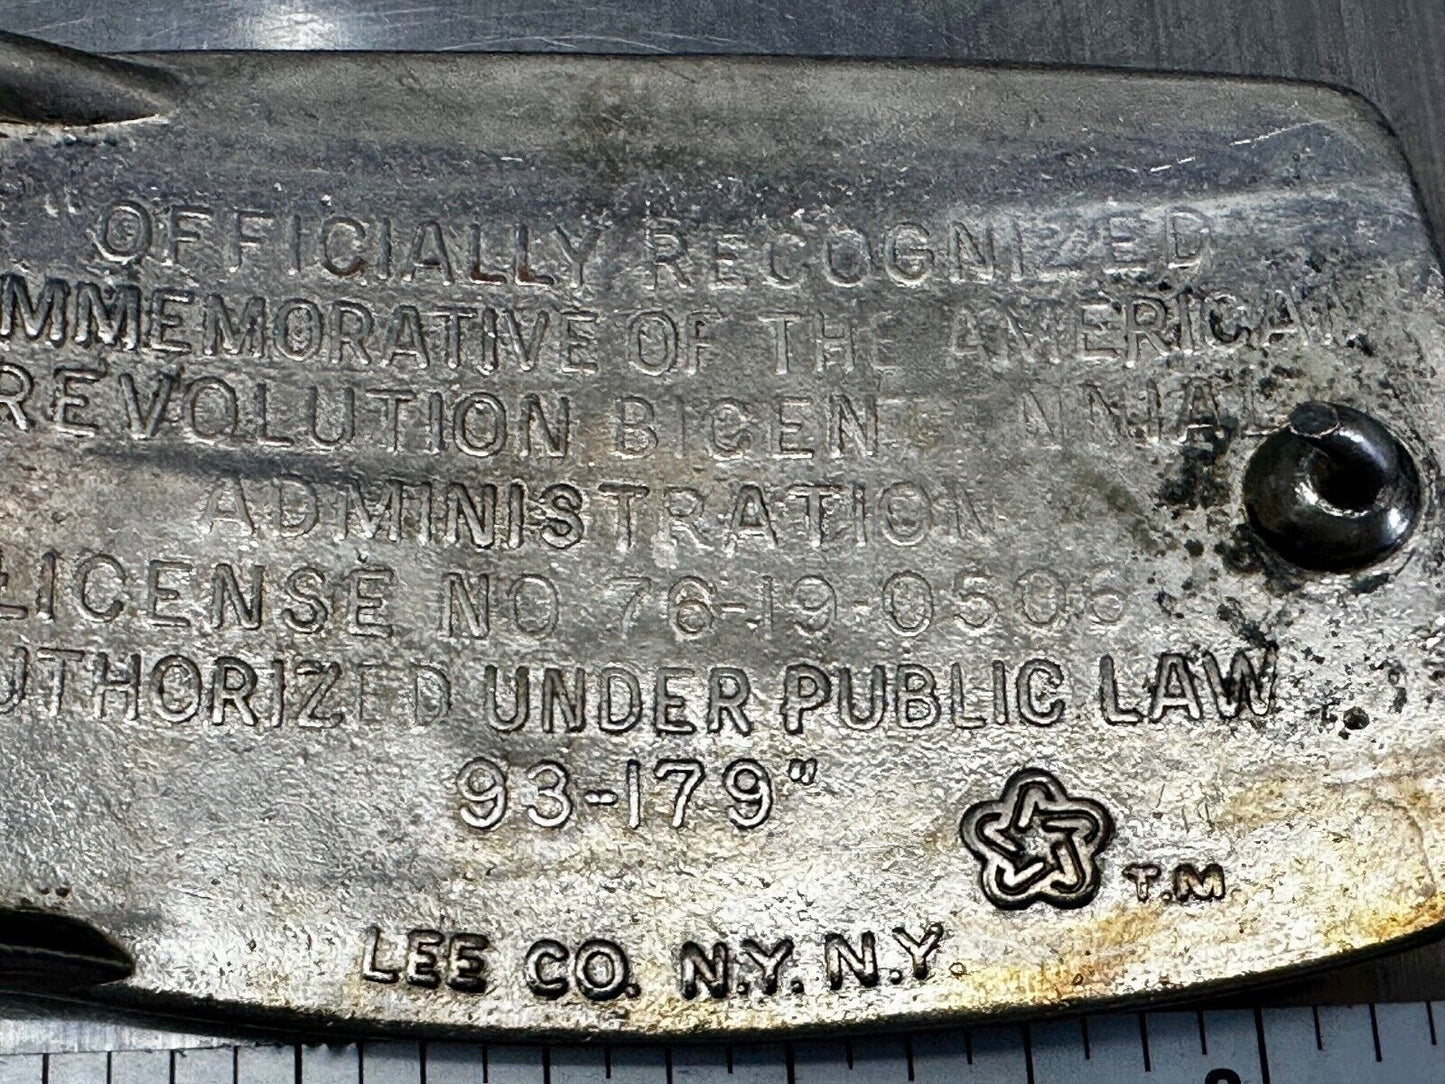 OFFICIALLY RECOGNIZED
MMEMORATIVE OF THE AMERICAN
REVOLUTION BICENTENNIAL
ADMINISTRATION
LICENSE NO 76-19-0506
UTHORIZED UNDER PUBLIC LAW
93-179"
T.M.
LEE CO. N.Y. N.Y.